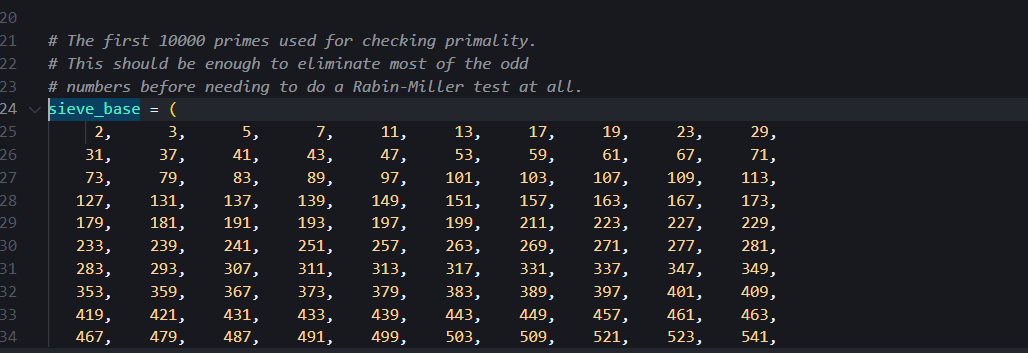 20
21 # The first 10000 primes used for checking primality.
22 # This should be enough to eliminate most of the odd
23 # numbers before needing to do a Rabin-Miller test at all.
24 sieve_base = (
25 2, 3, 5, 7, 11, 13, 17, 19, 23, 29,
26 31, 37, 41, 43, 47, 53, 59, 61, 67, 71,
27 73, 79, 83, 89, 97, 101, 103, 107, 109, 113,
28 127, 131, 137, 139, 149, 151, 157, 163, 167, 173,
29 179, 181, 191, 193, 197, 199, 211, 223, 227, 229,
30 233, 239, 241, 251, 257, 263, 269, 271, 277, 281,
31 283, 293, 307, 311, 313, 317, 331, 337, 347, 349,
32 353, 359, 367, 373, 379, 383, 389, 397, 401, 409,
33 419, 421, 431, 433, 439, 443, 449, 457, 461, 463,
34 467, 479, 487, 491, 499, 503, 509, 521, 523, 541,